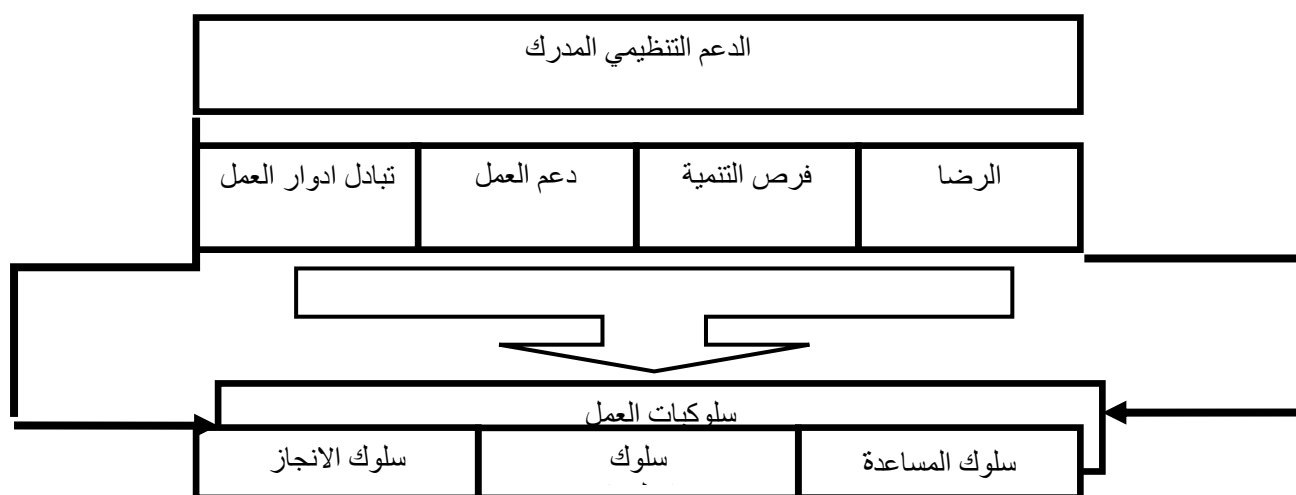 الدعم التنظيمي المدرك
الرضا
فرص التنمية
دعم العمل
تبادل ادوار العمل
سلوكيات العمل
سلوك المساعدة
سلوك
سلوك الانجاز